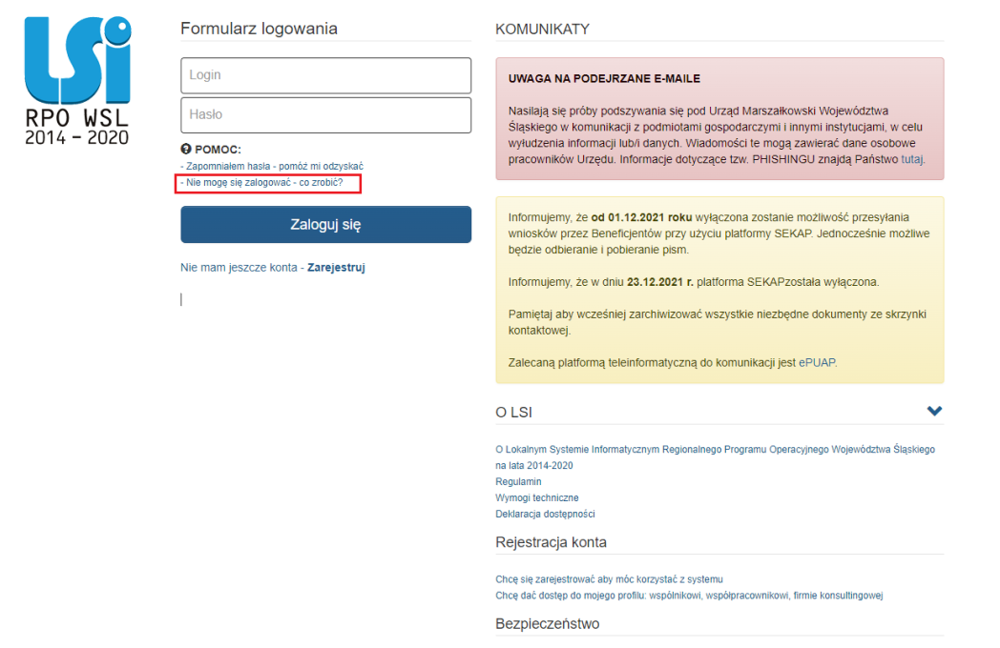 LSi
RPO WSL
2014 - 2020
Formularz logowania
Login
Hasło
POMOC:
- Zapomniałem hasła - pomóż mi odzyskać
- Nie mogę się zalogować - co zrobić?
Zaloguj się
Nie mam jeszcze konta - Zarejestruj
KOMUNIKATY
UWAGA NA PODEJRZANE E-MAILE
Nasilają się próby podszywania się pod Urząd Marszałkowski Województwa
Śląskiego w komunikacji z podmiotami gospodarczymi i innymi instytucjami, w celu
wyłudzenia informacji lub/i danych. Wiadomości te mogą zawierać dane osobowe
pracowników Urzędu. Informacje dotyczące tzw. PHISHINGU znajdą Państwo tutaj.
Informujemy, że od 01.12.2021 roku wyłączona zostanie możliwość przesyłania
wniosków przez Beneficjentów przy użyciu platformy SEKAP. Jednocześnie możliwe
będzie odbieranie i pobieranie pism.
Informujemy, że w dniu 23.12.2021 r. platforma SEKAPzostała wyłączona.
Pamiętaj aby wcześniej zarchiwizować wszystkie niezbędne dokumenty ze skrzynki
kontaktowej.
Zalecaną platformą teleinformatyczną do komunikacji jest ePUAP.
O LSI
O Lokalnym Systemie Informatycznym Regionalnego Programu Operacyjnego Województwa Śląskiego
na lata 2014-2020
Regulamin
Wymogi techniczne
Deklaracja dostępności
Rejestracja konta
Chcę się zarejestrować aby móc korzystać z systemu
Chcę dać dostęp do mojego profilu: wspólnikowi, współpracownikowi, firmie konsultingowej
Bezpieczeństwo